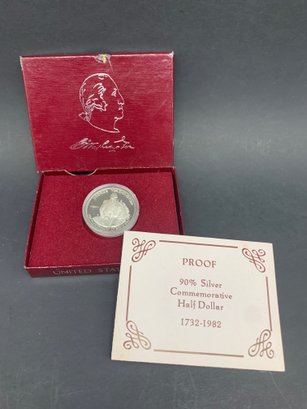 UNITED STA
PROOF
90% Silver
Commemorative
Half Dollar
1732-1982